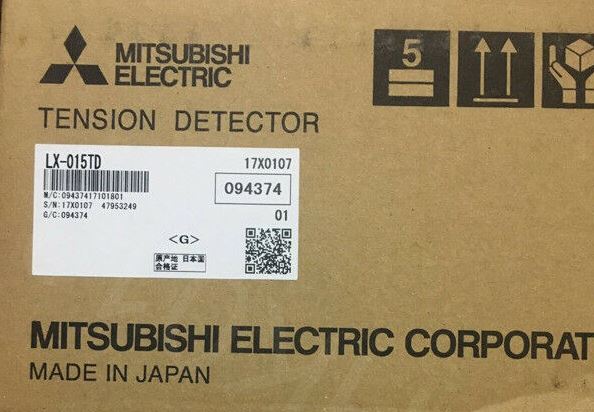 MITSUBISHI
ELECTRIC
5
TENSION DETECTOR
LX-015TD
17X0107
M/C:09437417101801
094374
S/N:17X0107 47953249
G/C:094374
01
<G>
原产地 日本国
合格证
MITSUBISHI ELECTRIC CORPORAT
MADE IN JAPAN